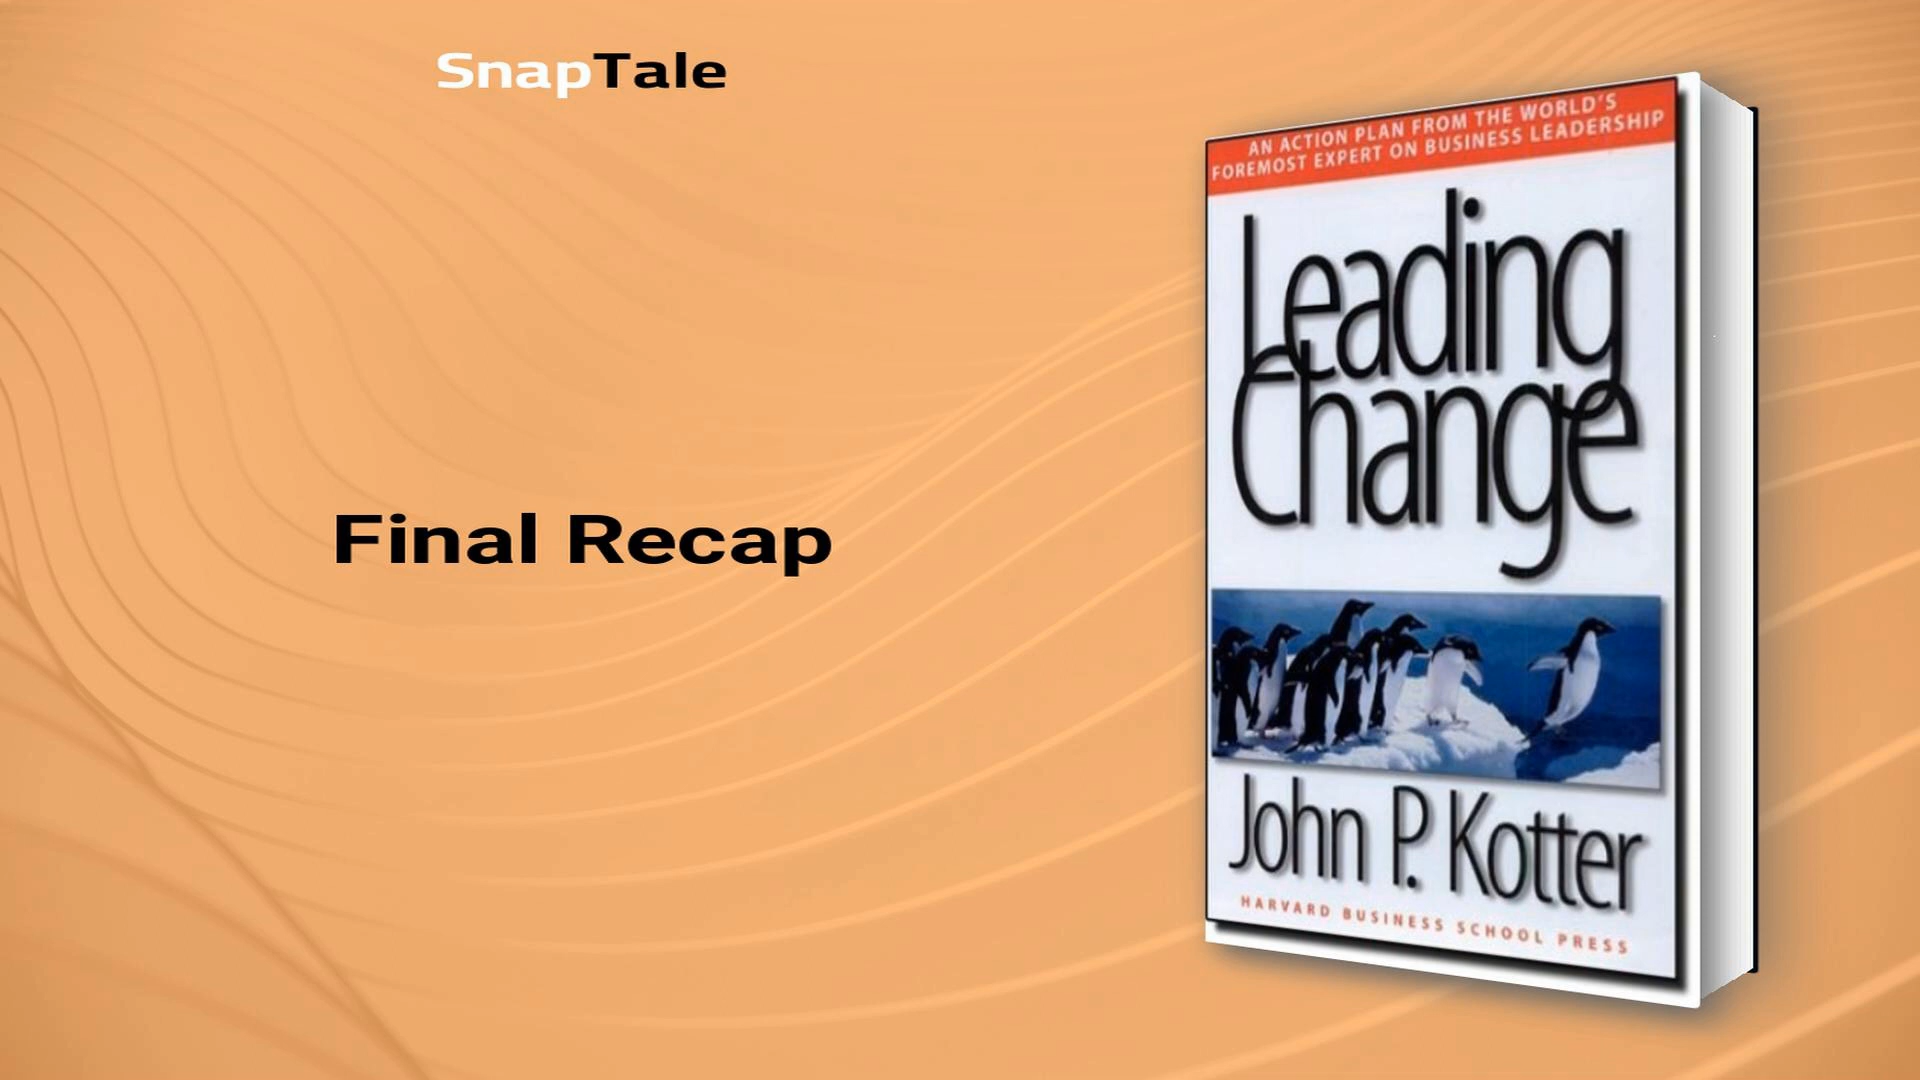 SnapTale
Final Recap
AN ACTION PLAN FROM THE WORLD'S
FOREMOST EXPERT ON BUSINESS LEADERSHIP
Leading
Change
John P. Kotter
HARVARD BUSINESS SCHOOL PRESS